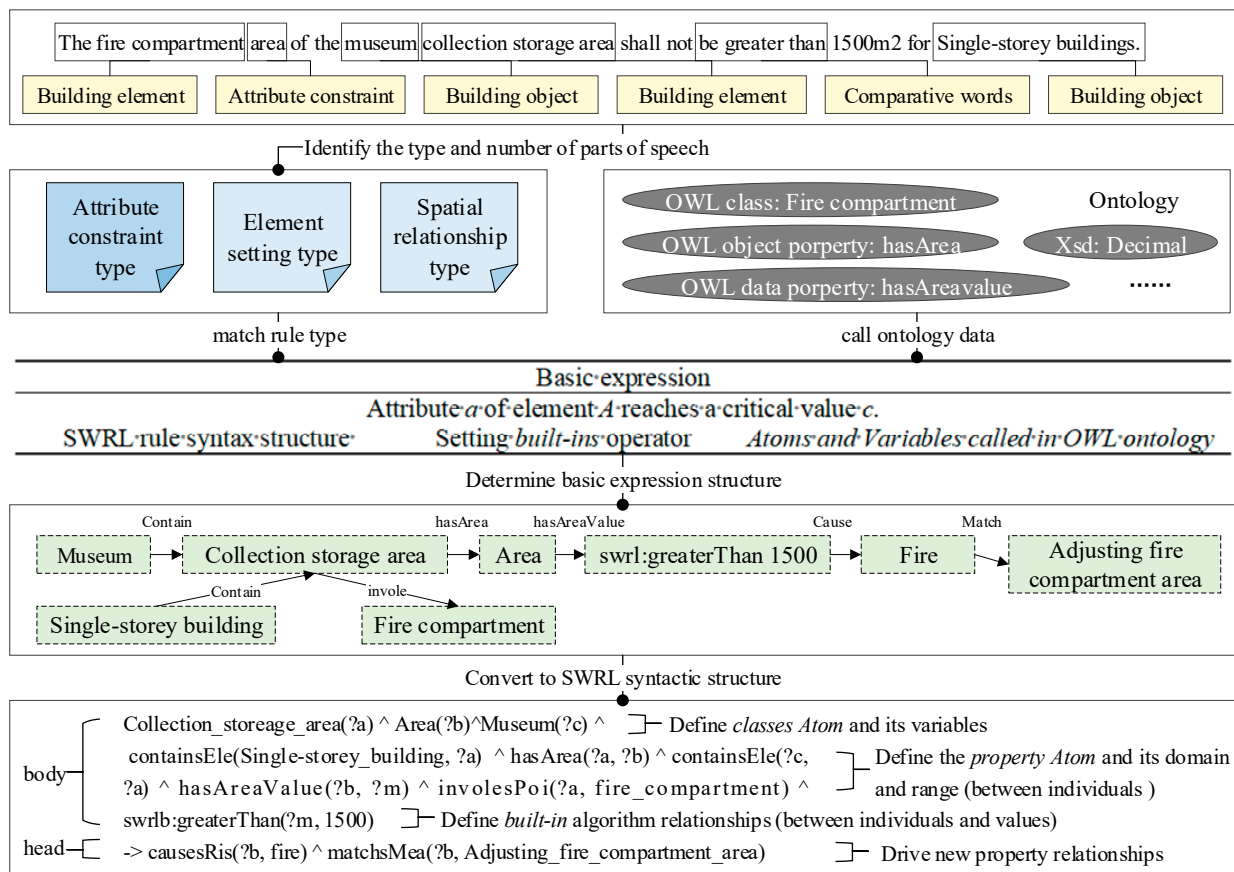 The fire compartment area of the museum collection storage area shall not be greater than 1500m2 for Single-storey buildings.
Building element Attribute constraint Building object Building element Comparative words Building object
Identify the type and number of parts of speech
Attribute
constraint
type
Element
setting type
Spatial
relationship
type
OWL class: Fire compartment
Ontology
OWL object porperty: hasArea
Xsd: Decimal
OWL data porperty: hasAreavalue
......
match rule type
call ontology data
Basic·expression
Attribute·a·of·element·A·reaches·a·critical·value·c.
SWRL·rule·syntax·structure· Setting·built-ins·operator Atoms·and·Variables·called·in·OWL·ontology
Determine basic expression structure
Contain hasArea hasAreaValue Cause Match
Museum Collection storage area Area swrl:greaterThan 1500 Fire
Adjusting fire
compartment area
Contain invole
Single-storey building Fire compartment
Convert to SWRL syntactic structure
body
Collection_storeage_area(?a) ^ Area(?b)^Museum(?c) ^ Define classes Atom and its variables
containsEle(Single-storey_building, ?a) ^ hasArea(?a, ?b) ^ containsEle(?c,
?a) ^ hasAreaValue(?b, ?m) ^ involesPoi(?a, fire_compartment) ^
Define the property Atom and its domain
and range (between individuals )
swrlb:greaterThan(?m, 1500) Define built-in algorithm relationships (between individuals and values)
head -> causesRis(?b, fire) ^ matchsMea(?b, Adjusting_fire_compartment_area) Drive new property relationships